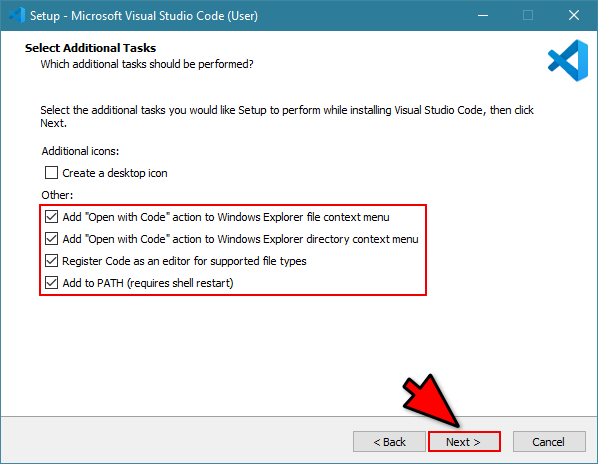 Setup - Microsoft Visual Studio Code (User)
Select Additional Tasks
Which additional tasks should be performed?
Select the additional tasks you would like Setup to perform while installing Visual Studio Code, then click
Next.
Additional icons:
Create a desktop icon
Other:
Add "Open with Code" action to Windows Explorer file context menu
Add "Open with Code" action to Windows Explorer directory context menu
Register Code as an editor for supported file types
Add to PATH (requires shell restart)
< Back Next > Cancel